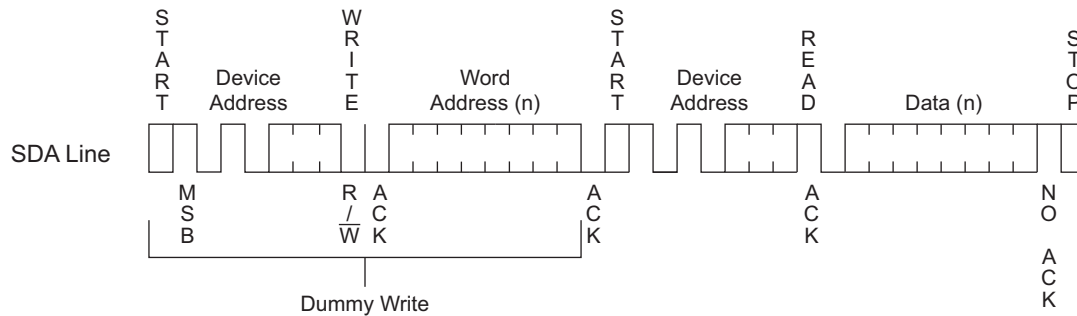 START
WRITE
START
READ
STOP
Device
Address
Word
Address (n)
Device
Address
Data (n)
SDA Line
MSB
R/W
ACK
ACK
ACK
NO ACK
Dummy Write